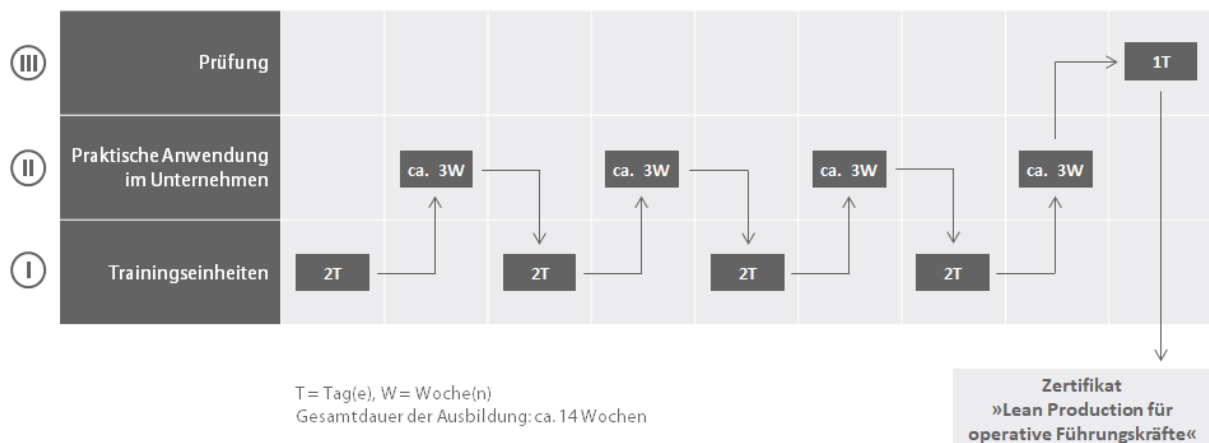 III
Prüfung
1T
II
Praktische Anwendung
im Unternehmen
ca. 3W
ca. 3W
ca. 3W
ca. 3W
I
Trainingseinheiten
2T
2T
2T
2T
T = Tag(e), W = Woche(n)
Gesamtdauer der Ausbildung: ca. 14 Wochen
Zertifikat
»Lean Production für
operative Führungskräfte«